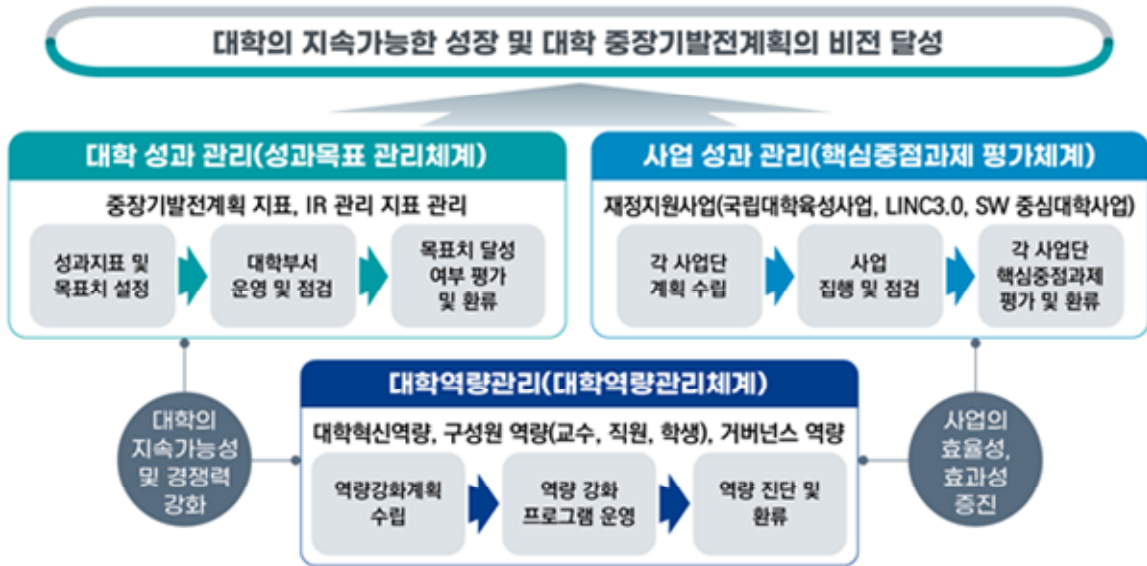 대학의 지속가능한 성장 및 대학 중장기발전계획의 비전 달성
대학 성과 관리(성과목표 관리체계)
중장기발전계획 지표, IR 관리 지표 관리
성과지표 및
목표치 설정
대학부서
운영 및 점검
목표치 달성
여부 평가
및 환류
사업 성과 관리(핵심중점과제 평가체계)
재정지원사업(국립대학육성사업, LINC3.0, SW 중심대학사업)
각 사업단
계획 수립
사업
집행 및 점검
각 사업단
핵심중점과제
평가 및 환류
대학의
지속가능성
및 경쟁력
강화
대학역량관리(대학역량관리체계)
대학혁신역량, 구성원 역량(교수, 직원, 학생), 거버넌스 역량
역량강화계획
수립
역량 강화
프로그램 운영
역량 진단 및
환류
사업의
효율성,
효과성
증진